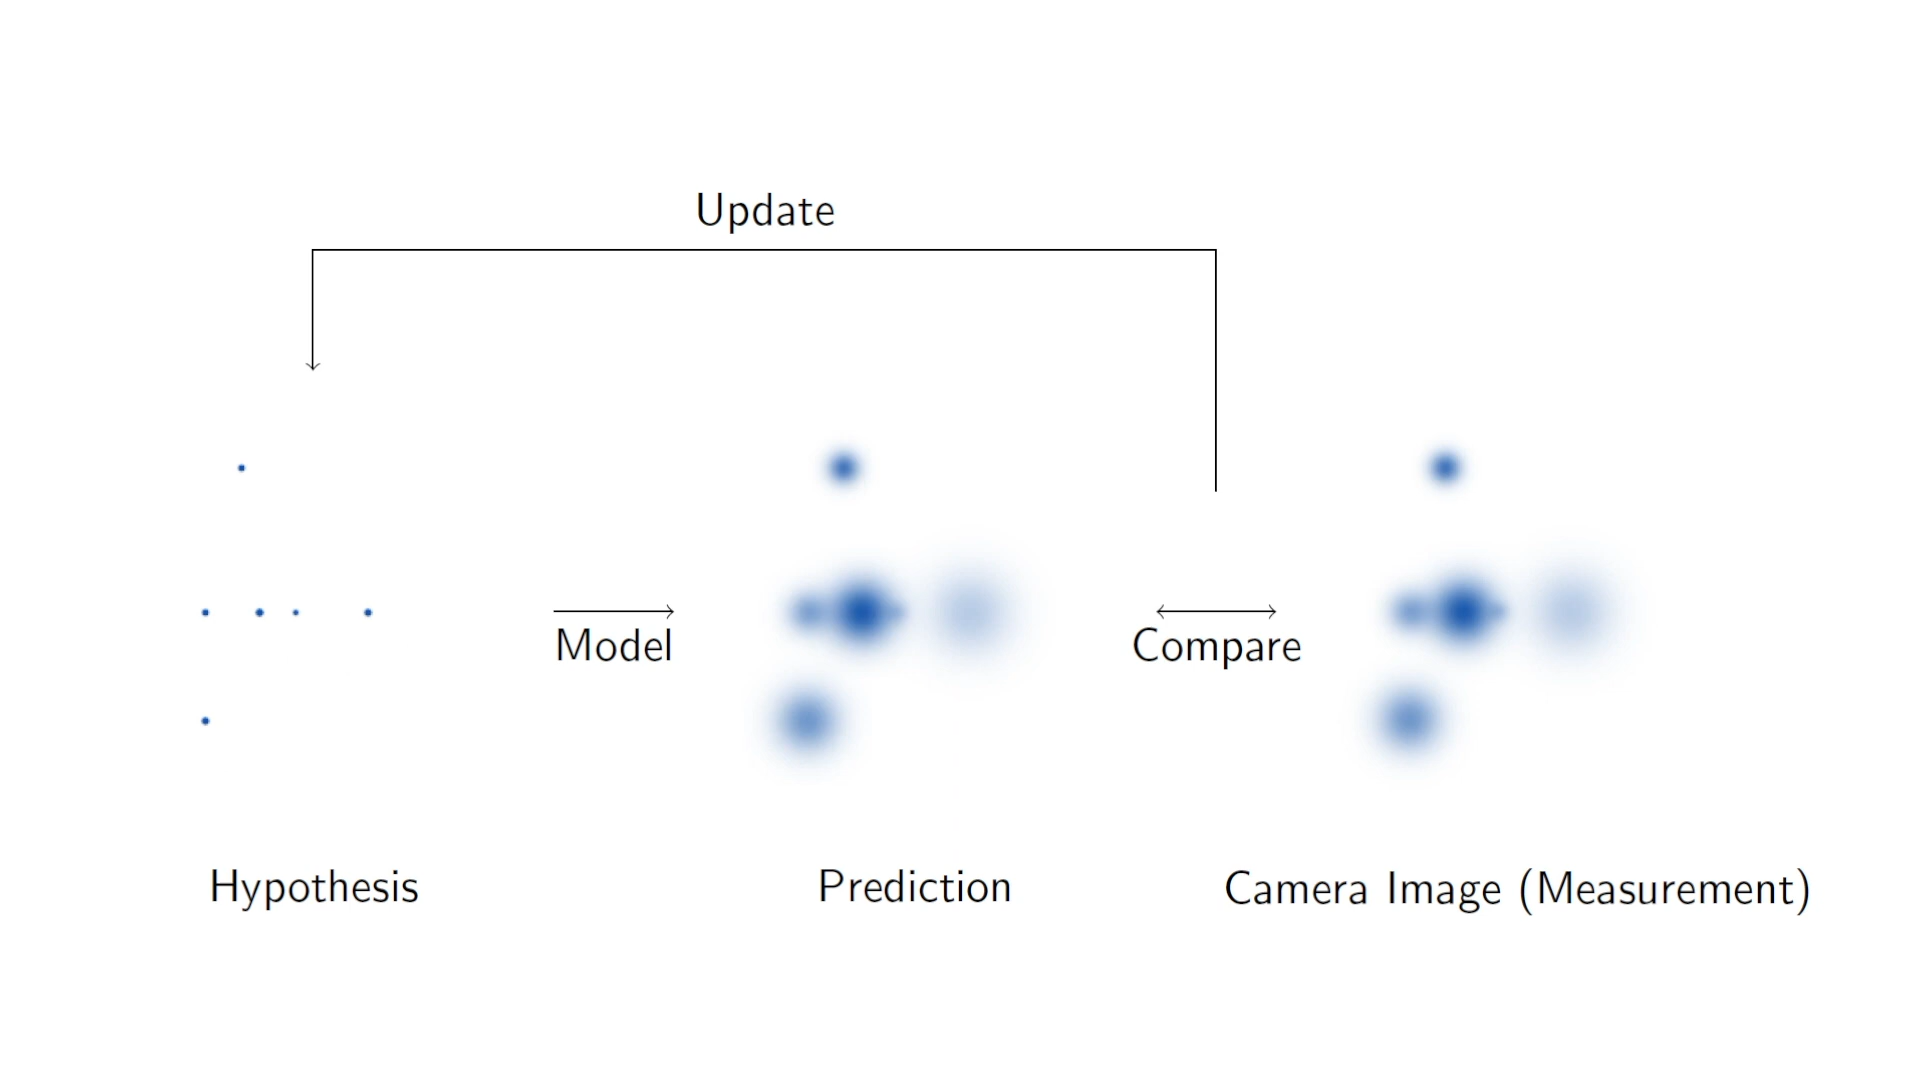 Update
Model
Compare
Hypothesis
Prediction
Camera Image (Measurement)